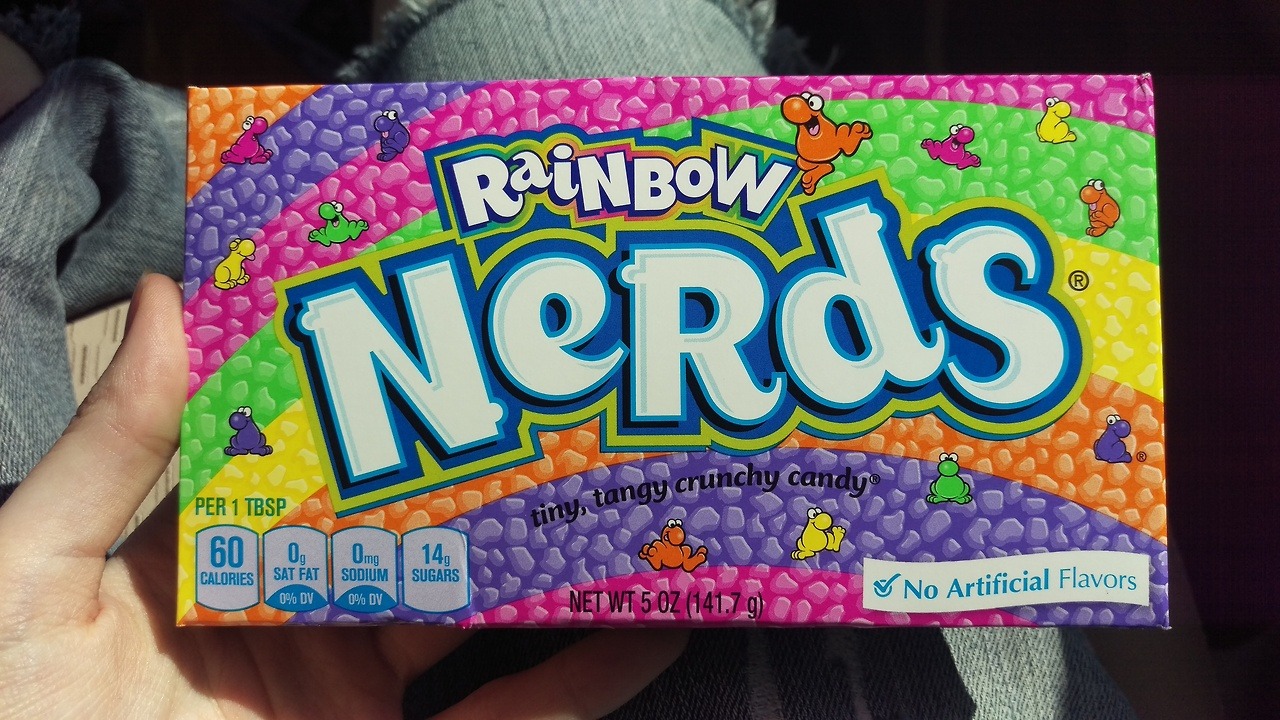 RaiNBOW
NeRdS®
tiny, tangy crunchy candy®
®
PER 1 TBSP
60 CALORIES
0g SAT FAT 0% DV
0mg SODIUM 0% DV
14g SUGARS
NET WT 5 OZ (141.7 g)
No Artificial Flavors